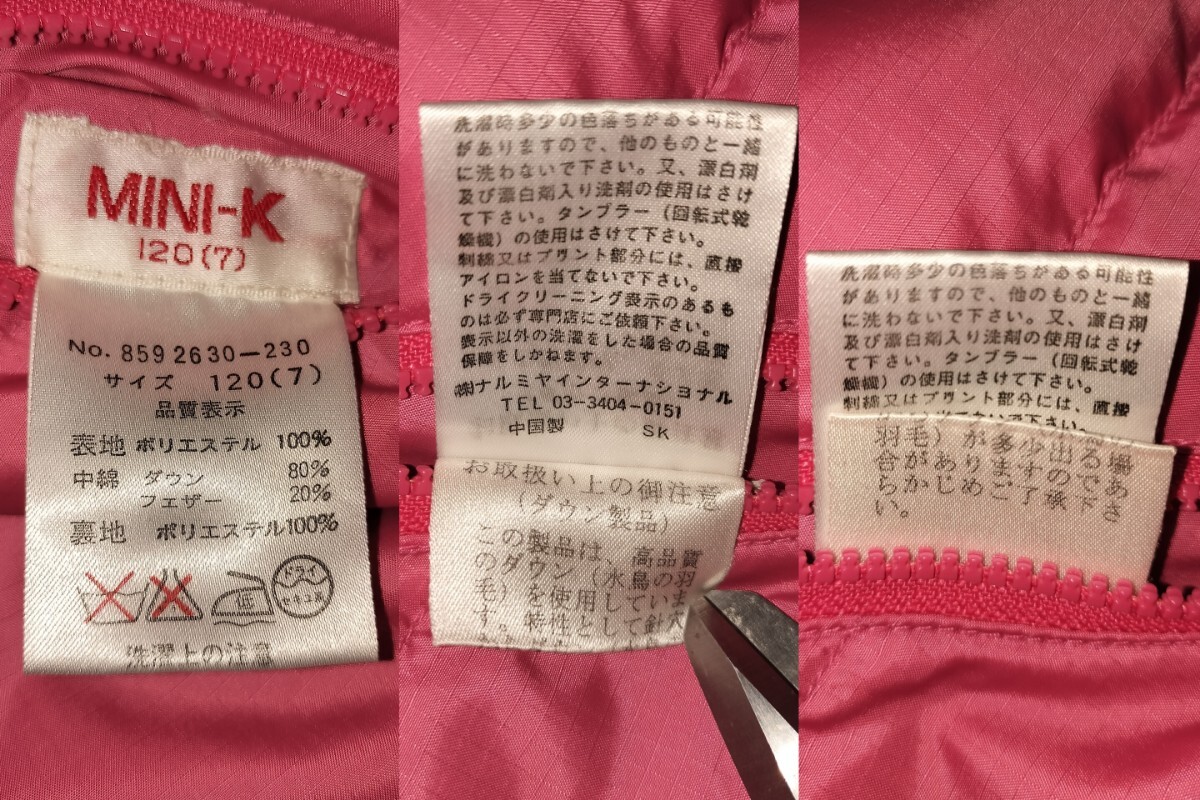 MINI-K
120(7)
No. 859 2630-230
サイズ 120(7)
品質表示
表地 ポリエステル 100%
中綿 ダウン 80%
フェザー 20%
裏地 ポリエステル100%
低 ドライ セキユ系
洗濯上の注意
洗濯時多少の色落ちがある可能性
がありますので、他のものと一緒
に洗わないで下さい。又、漂白剤
及び漂白剤入り洗剤の使用はさけ
て下さい。タンブラー(回転式乾
燥機)の使用はさけて下さい。
刺綿又はプリント部分には、直接
アイロンを当てないで下さい。
ドライクリーニング表示のあるも
のは必ず専門店にご依頼下さい。
表示以外の洗濯をした場合の品質
保障をしかねます。
㈱ナルミヤインターナショナル
TEL 03-3404-0151
中国製 SK
お取扱い上の御注意
(ダウン製品)
この製品は、高品質
のダウン(水鳥の羽
毛)を使用していま
す。特性として針穴
洗濯時多少の色落ちがある可能性
がありますので、他のものと一緒
に洗わないで下さい。又、漂白剤
及び漂白剤入り洗剤の使用はさけ
て下さい。タンブラー(回転式乾
燥機)の使用はさけて下さい。
刺綿又はプリント部分には、直接
羽毛)が多少出る場
合がありますのであ
らかじめご了承下さ
い。